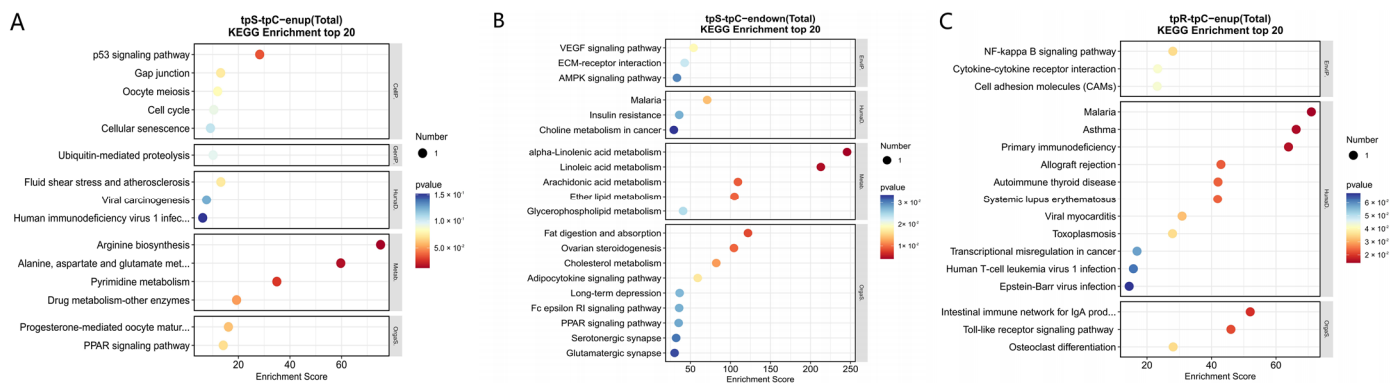 A
tpS-tpC-enup(Total)
KEGG Enrichment top 20
p53 signaling pathway
Gap junction
Oocyte meiosis
Cell cycle
Cellular senescence
CellP.
Ubiquitin-mediated proteolysis
GenIP.
Fluid shear stress and atherosclerosis
Viral carcinogenesis
Human immunodeficiency virus 1 infec...
HumaD.
Arginine biosynthesis
Alanine, aspartate and glutamate met...
Pyrimidine metabolism
Drug metabolism-other enzymes
Metab.
Progesterone-mediated oocyte matur...
PPAR signaling pathway
OrgaS.
20 40 60
Enrichment Score
Number
1
pvalue
1.5 × 10⁻¹
1.0 × 10⁻¹
5.0 × 10⁻²
B
tpS-tpC-endown(Total)
KEGG Enrichment top 20
VEGF signaling pathway
ECM-receptor interaction
AMPK signaling pathway
EnviP.
Malaria
Insulin resistance
Choline metabolism in cancer
HumaD.
alpha-Linolenic acid metabolism
Linoleic acid metabolism
Arachidonic acid metabolism
Ether lipid metabolism
Glycerophospholipid metabolism
Metab.
Fat digestion and absorption
Ovarian steroidogenesis
Cholesterol metabolism
Adipocytokine signaling pathway
Long-term depression
Fc epsilon RI signaling pathway
PPAR signaling pathway
Serotonergic synapse
Glutamatergic synapse
OrgaS.
50 100 150 200 250
Enrichment Score
Number
1
pvalue
3 × 10⁻²
2 × 10⁻²
1 × 10⁻²
C
tpR-tpC-enup(Total)
KEGG Enrichment top 20
NF-kappa B signaling pathway
Cytokine-cytokine receptor interaction
Cell adhesion molecules (CAMs)
EnviP.
Malaria
Asthma
Primary immunodeficiency
Allograft rejection
Autoimmune thyroid disease
Systemic lupus erythematosus
Viral myocarditis
Toxoplasmosis
Transcriptional misregulation in cancer
Human T-cell leukemia virus 1 infection
Epstein-Barr virus infection
HumaD.
Intestinal immune network for IgA prod...
Toll-like receptor signaling pathway
Osteoclast differentiation
OrgaS.
20 40 60
Enrichment Score
Number
1
pvalue
6 × 10⁻²
5 × 10⁻²
4 × 10⁻²
3 × 10⁻²
2 × 10⁻²